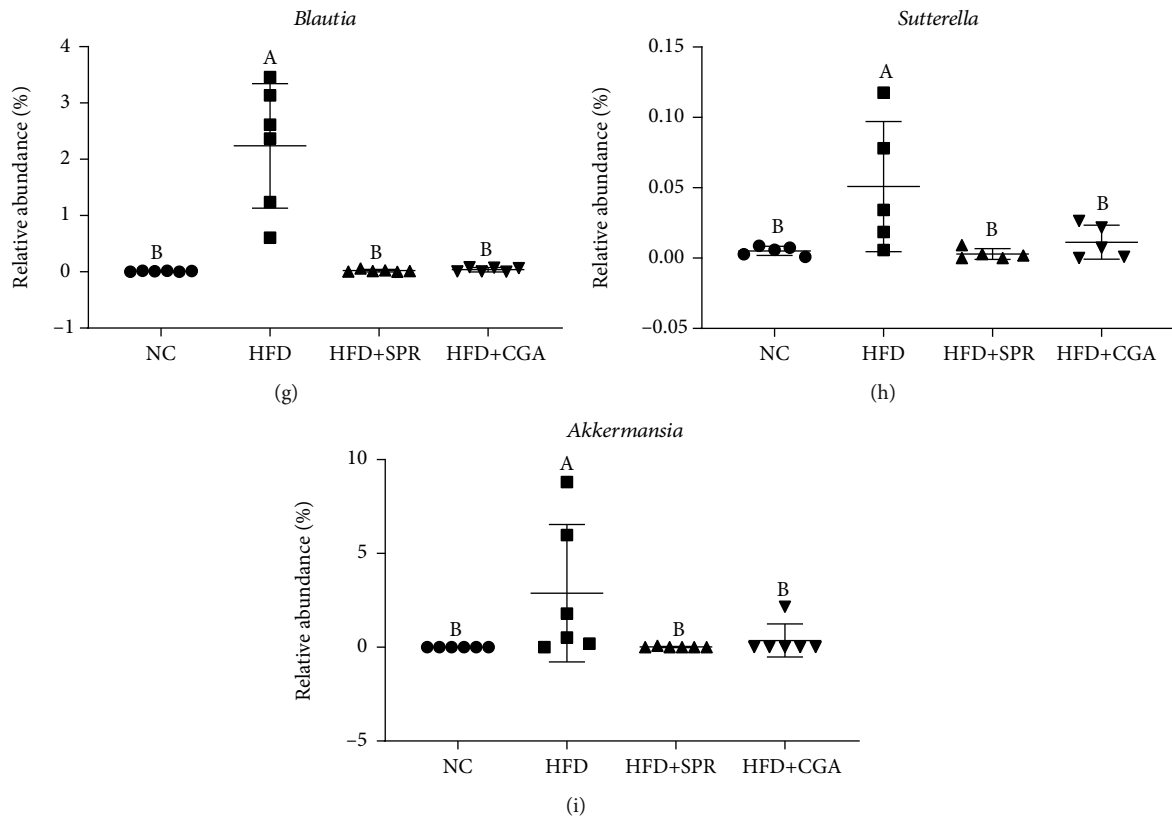 Blautia
Relative abundance (%)
4
3
2
1
0
−1
A
B
B
B
NC
HFD
HFD+SPR
HFD+CGA
(g)
Sutterella
Relative abundance (%)
0.15
0.10
0.05
0.00
−0.05
A
B
B
B
NC
HFD
HFD+SPR
HFD+CGA
(h)
Akkermansia
Relative abundance (%)
10
5
0
−5
A
B
B
B
NC
HFD
HFD+SPR
HFD+CGA
(i)